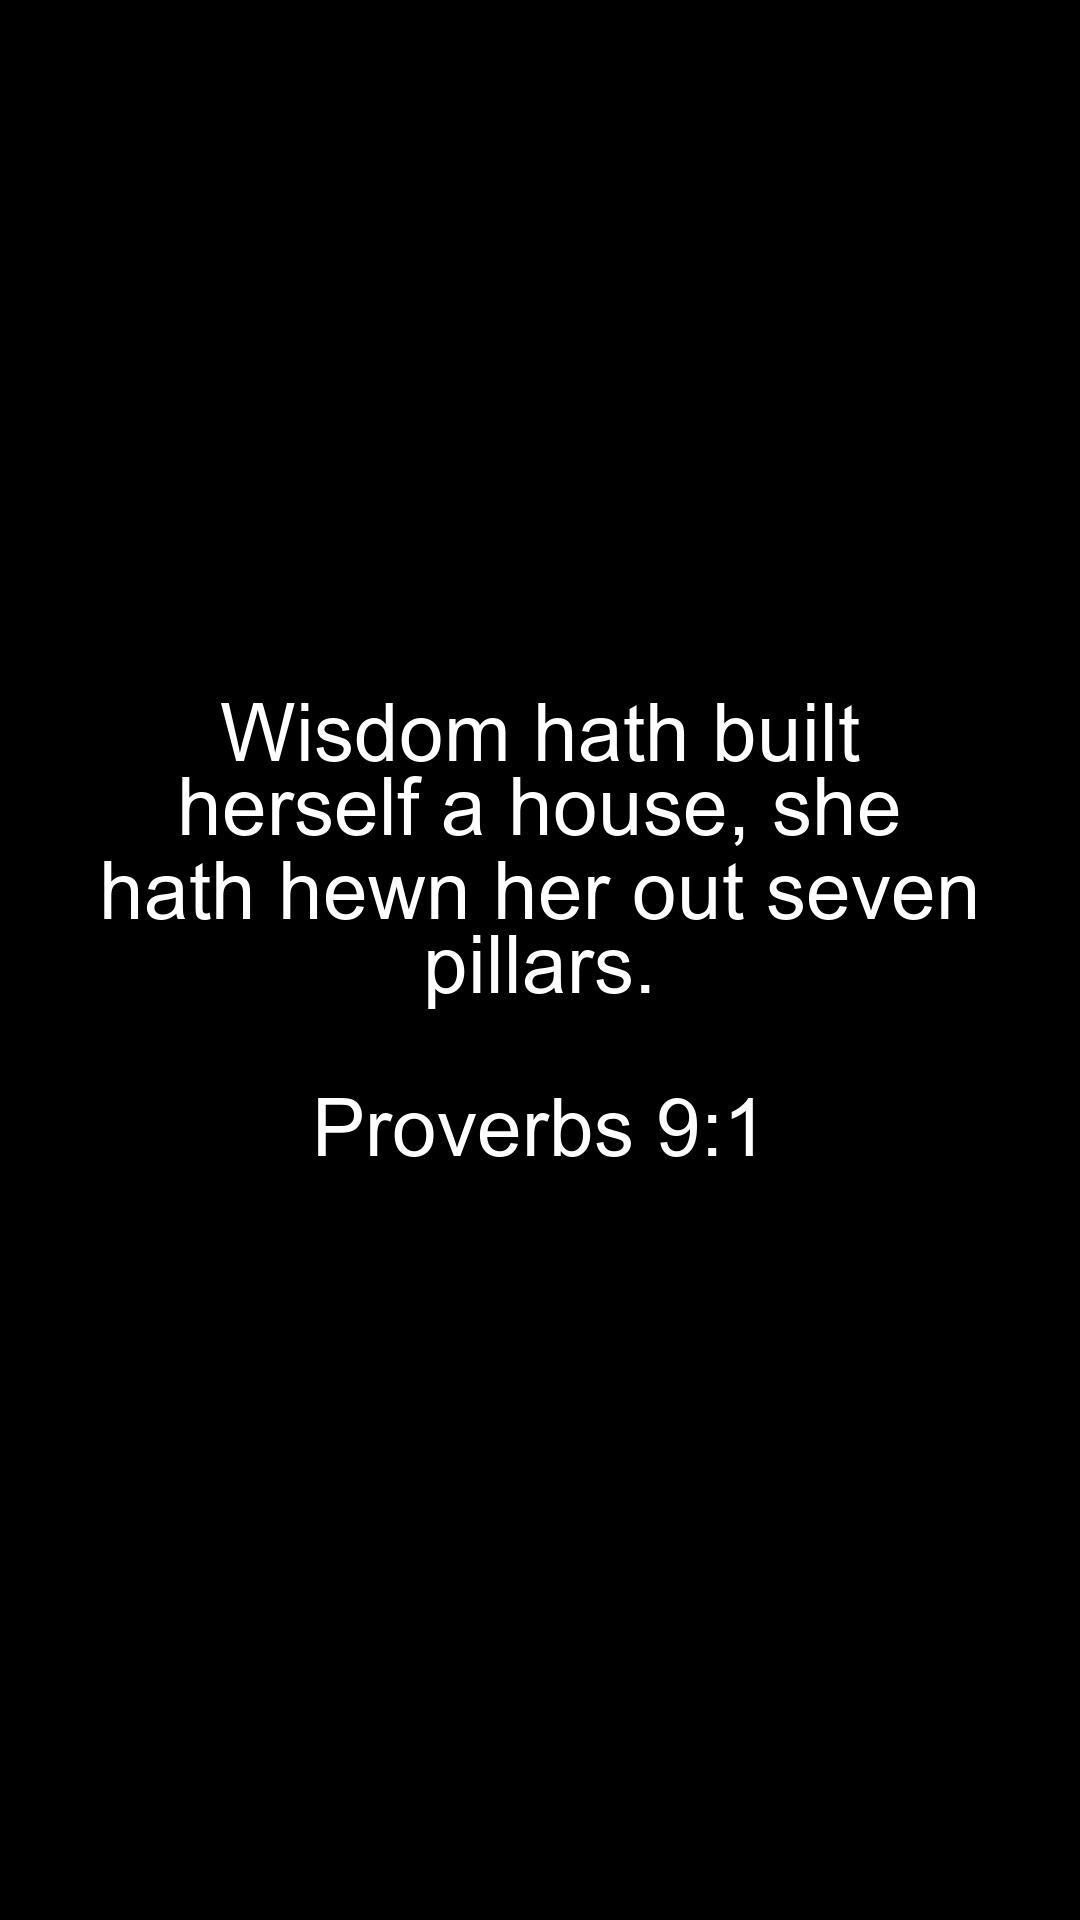 Wisdom hath built
herself a house, she
hath hewn her out seven
pillars.
Proverbs 9:1